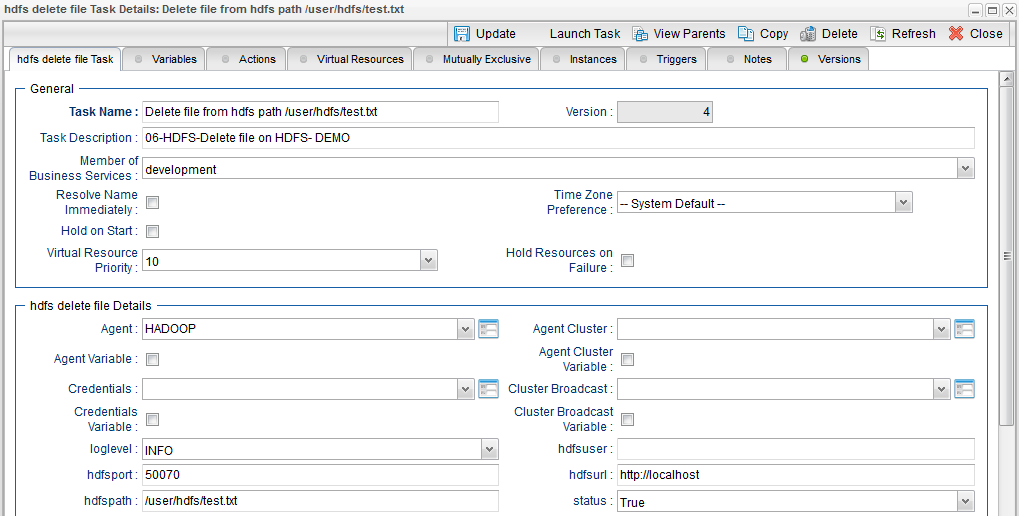 hdfs delete file Task Details: Delete file from hdfs path /user/hdfs/test.txt
Update Launch Task View Parents Copy Delete Refresh Close
hdfs delete file Task Variables Actions Virtual Resources Mutually Exclusive Instances Triggers Notes Versions
General
Task Name : Delete file from hdfs path /user/hdfs/test.txt Version : 4
Task Description : 06-HDFS-Delete file on HDFS- DEMO
Member of
Business Services : development
Resolve Name
Immediately :
Time Zone
Preference : -- System Default --
Hold on Start :
Virtual Resource
Priority : 10
Hold Resources on
Failure :
hdfs delete file Details
Agent : HADOOP Agent Cluster :
Agent Variable :
Agent Cluster
Variable :
Credentials : Cluster Broadcast :
Credentials
Variable :
Cluster Broadcast
Variable :
loglevel : INFO hdfsuser :
hdfsport : 50070 hdfsurl : http://localhost
hdfspath : /user/hdfs/test.txt status : True